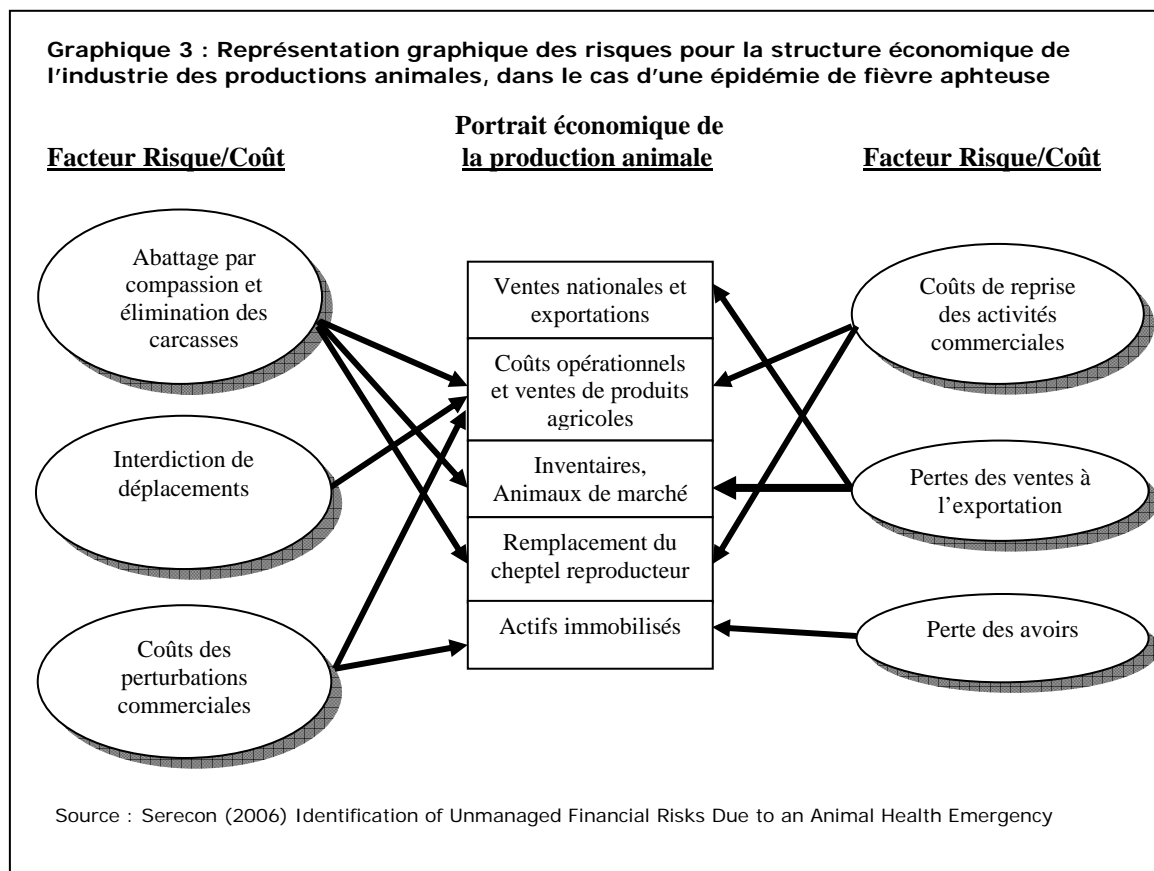 Graphique 3 : Représentation graphique des risques pour la structure économique de
l'industrie des productions animales, dans le cas d'une épidémie de fièvre aphteuse
Facteur Risque/Coût
Portrait économique de
la production animale
Facteur Risque/Coût
Abattage par
compassion et
élimination des
carcasses
Interdiction de
déplacements
Coûts des
perturbations
commerciales
Ventes nationales et
exportations
Coûts opérationnels
et ventes de produits
agricoles
Inventaires,
Animaux de marché
Remplacement du
cheptel reproducteur
Actifs immobilisés
Coûts de reprise
des activités
commerciales
Pertes des ventes à
l'exportation
Perte des avoirs
Source : Serecon (2006) Identification of Unmanaged Financial Risks Due to an Animal Health Emergency